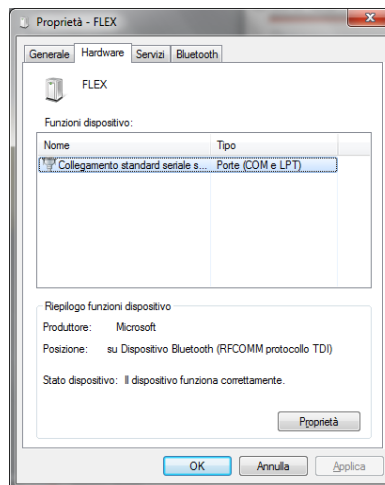 Proprietà - FLEX
Generale Hardware Servizi Bluetooth
FLEX
Funzioni dispositivo:
Nome Tipo
Collegamento standard seriale s... Porte (COM e LPT)
Riepilogo funzioni dispositivo
Produttore: Microsoft
Posizione: su Dispositivo Bluetooth (RFCOMM protocollo TDI)
Stato dispositivo: Il dispositivo funziona correttamente.
Proprietà
OK Annulla Applica